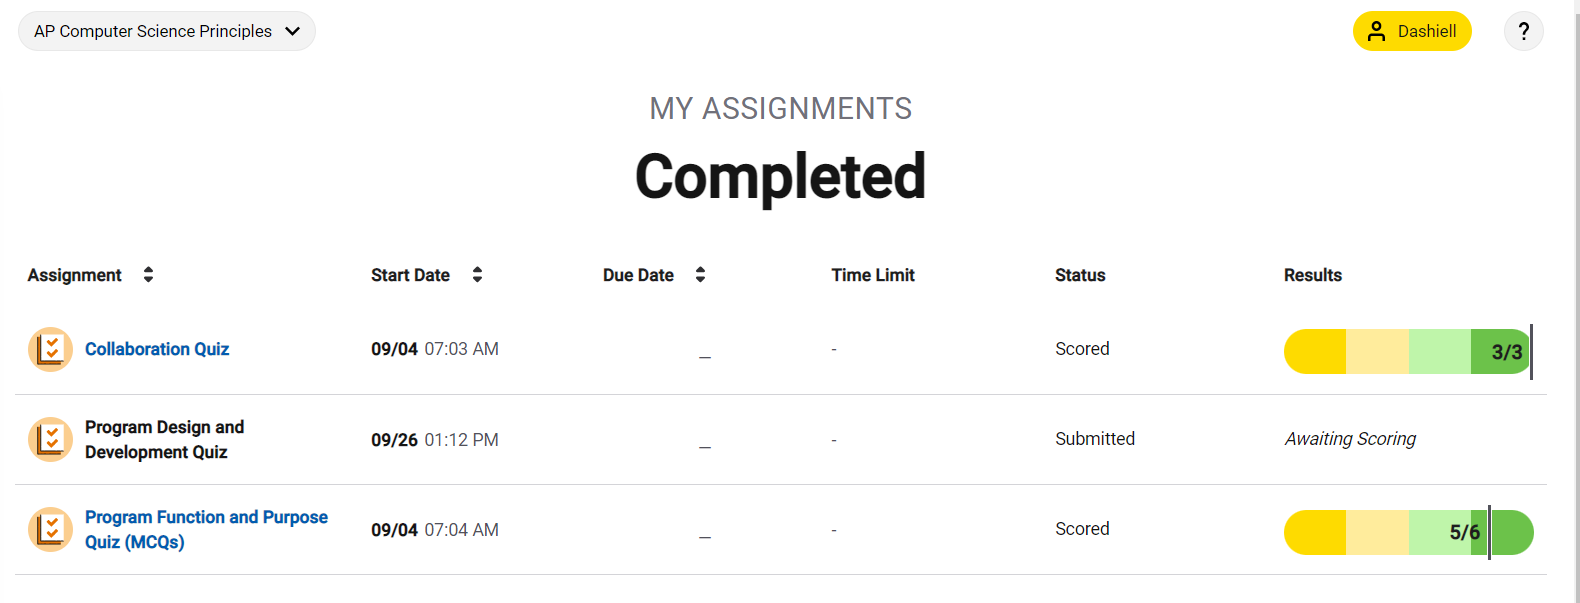 AP Computer Science Principles
Dashiell
?
MY ASSIGNMENTS
Completed
Assignment Start Date Due Date Time Limit Status Results
Collaboration Quiz 09/04 07:03 AM _ - Scored 3/3
Program Design and
Development Quiz 09/26 01:12 PM _ - Submitted Awaiting Scoring
Program Function and Purpose
Quiz (MCQs) 09/04 07:04 AM _ - Scored 5/6